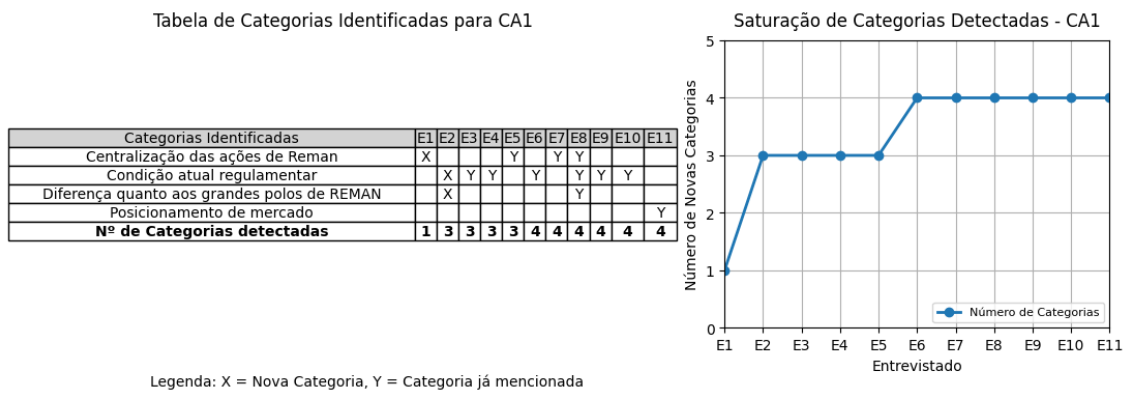 Tabela de Categorias Identificadas para CA1
Categorias Identificadas E1 E2 E3 E4 E5 E6 E7 E8 E9 E10 E11
Centralização das ações de Reman X Y Y Y
Condição atual regulamentar X Y Y Y Y Y Y
Diferença quanto aos grandes polos de REMAN X Y
Posicionamento de mercado Y
Nº de Categorias detectadas 1 3 3 3 3 4 4 4 4 4 4
Legenda: X = Nova Categoria, Y = Categoria já mencionada
Saturação de Categorias Detectadas - CA1
Número de Novas Categorias
5
4
3
2
1
0
Número de Categorias
E1 E2 E3 E4 E5 E6 E7 E8 E9 E10 E11
Entrevistado